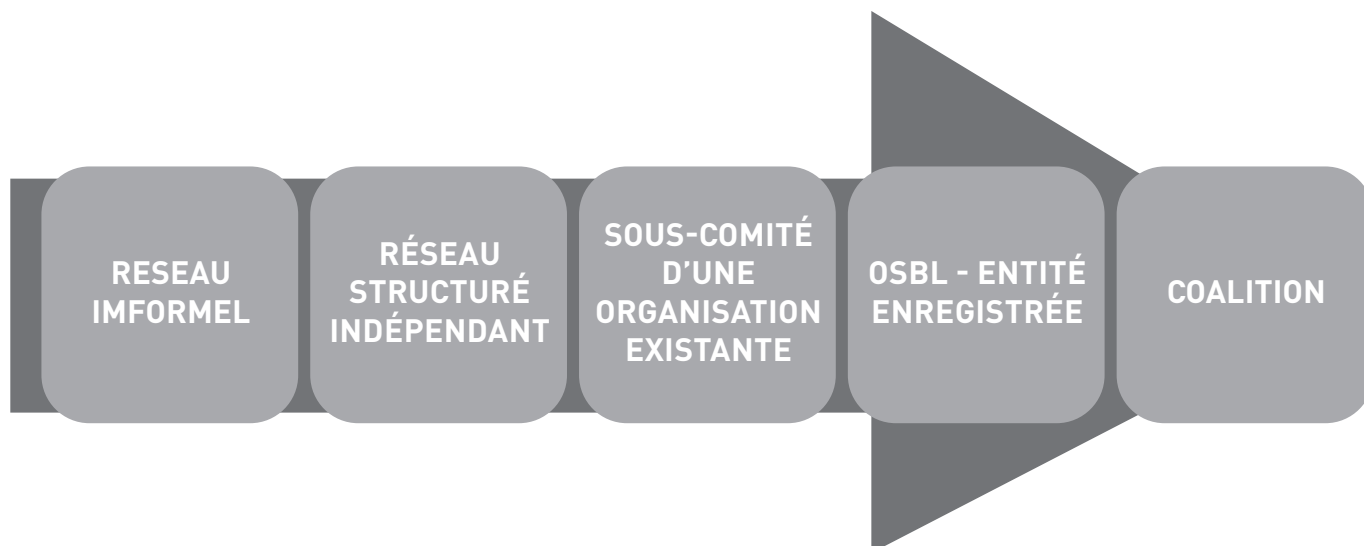 RESEAU
IMFORMEL
RÉSEAU
STRUCTURÉ
INDÉPENDANT
SOUS-COMITÉ
D’UNE
ORGANISATION
EXISTANTE
OSBL - ENTITÉ
ENREGISTRÉE
COALITION